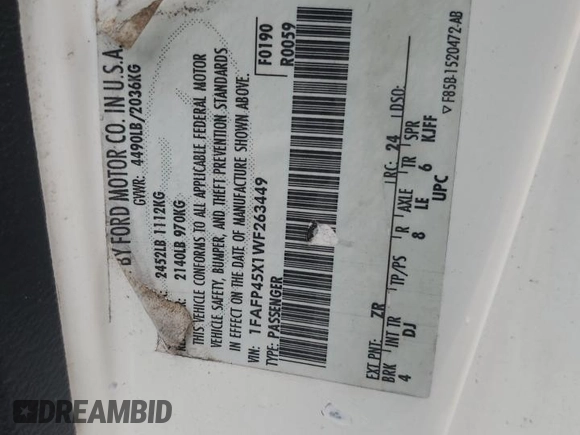 BY FORD MOTOR CO. IN U.S.A.
GVWR: 4490LB/2036KG
2452LB 1112KG
2140LB 970KG
THIS VEHICLE CONFORMS TO ALL APPLICABLE FEDERAL MOTOR
VEHICLE SAFETY, BUMPER, AND THEFT PREVENTION STANDARDS
IN EFFECT ON THE DATE OF MANUFACTURE SHOWN ABOVE.
VIN: 1FAFP45X1WF263449
TYPE: PASSENGER
F0190
R0059
EXT PNT: ZR RC: 24 DSO:
BRK INT TR TP/PS R AXLE TR SPR
4 DJ 8 LE 6 KJFF
UPC
▽ F85B-1520472-AB
DREAMBID